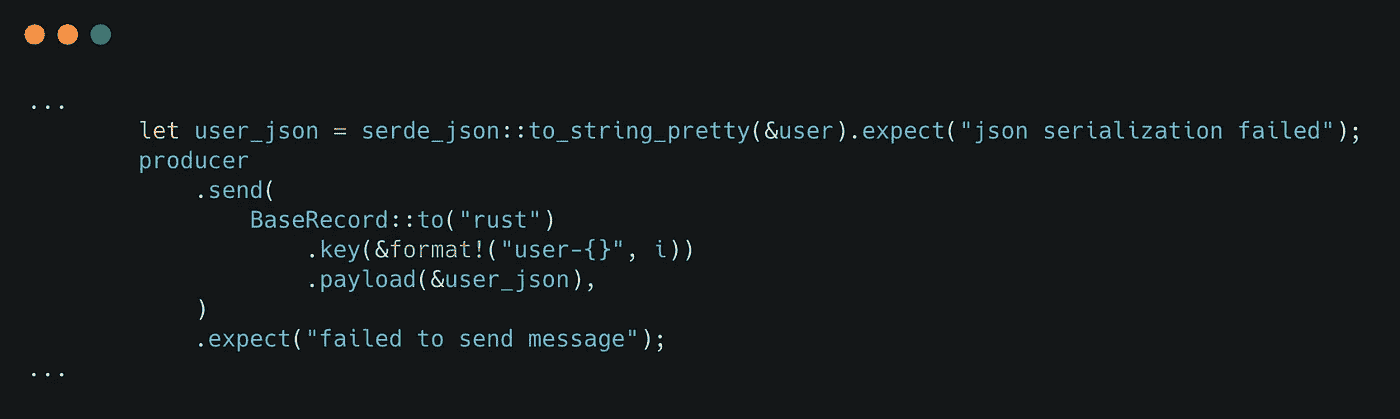 ...
let user_json = serde_json::to_string_pretty(&user).expect("json serialization failed");
producer
.send(
BaseRecord::to("rust")
.key(&format!("user-{}", i))
.payload(&user_json),
)
.expect("failed to send message");
...